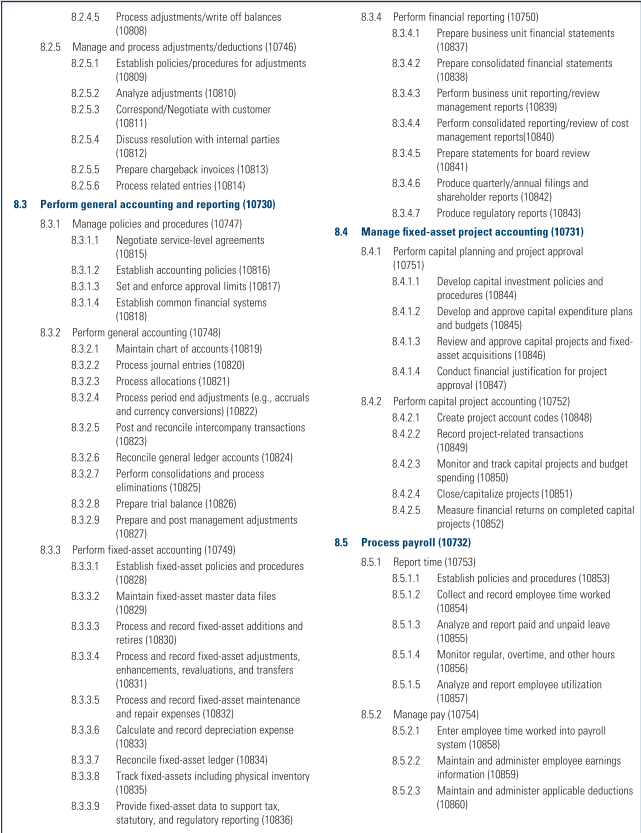 8.2.4.5 Process adjustments/write off balances
(10808)
8.2.5 Manage and process adjustments/deductions (10746)
8.2.5.1 Establish policies/procedures for adjustments
(10809)
8.2.5.2 Analyze adjustments (10810)
8.2.5.3 Correspond/Negotiate with customer
(10811)
8.2.5.4 Discuss resolution with internal parties
(10812)
8.2.5.5 Prepare chargeback invoices (10813)
8.2.5.6 Process related entries (10814)
8.3 Perform general accounting and reporting (10730)
8.3.1 Manage policies and procedures (10747)
8.3.1.1 Negotiate service-level agreements
(10815)
8.3.1.2 Establish accounting policies (10816)
8.3.1.3 Set and enforce approval limits (10817)
8.3.1.4 Establish common financial systems
(10818)
8.3.2 Perform general accounting (10748)
8.3.2.1 Maintain chart of accounts (10819)
8.3.2.2 Process journal entries (10820)
8.3.2.3 Process allocations (10821)
8.3.2.4 Process period end adjustments (e.g., accruals
and currency conversions) (10822)
8.3.2.5 Post and reconcile intercompany transactions
(10823)
8.3.2.6 Reconcile general ledger accounts (10824)
8.3.2.7 Perform consolidations and process
eliminations (10825)
8.3.2.8 Prepare trial balance (10826)
8.3.2.9 Prepare and post management adjustments
(10827)
8.3.3 Perform fixed-asset accounting (10749)
8.3.3.1 Establish fixed-asset policies and procedures
(10828)
8.3.3.2 Maintain fixed-asset master data files
(10829)
8.3.3.3 Process and record fixed-asset additions and
retires (10830)
8.3.3.4 Process and record fixed-asset adjustments,
enhancements, revaluations, and transfers
(10831)
8.3.3.5 Process and record fixed-asset maintenance
and repair expenses (10832)
8.3.3.6 Calculate and record depreciation expense
(10833)
8.3.3.7 Reconcile fixed-asset ledger (10834)
8.3.3.8 Track fixed-assets including physical inventory
(10835)
8.3.3.9 Provide fixed-asset data to support tax,
statutory, and regulatory reporting (10836)
8.3.4 Perform financial reporting (10750)
8.3.4.1 Prepare business unit financial statements
(10837)
8.3.4.2 Prepare consolidated financial statements
(10838)
8.3.4.3 Perform business unit reporting/review
management reports (10839)
8.3.4.4 Perform consolidated reporting/review of cost
management reports(10840)
8.3.4.5 Prepare statements for board review
(10841)
8.3.4.6 Produce quarterly/annual filings and
shareholder reports (10842)
8.3.4.7 Produce regulatory reports (10843)
8.4 Manage fixed-asset project accounting (10731)
8.4.1 Perform capital planning and project approval
(10751)
8.4.1.1 Develop capital investment policies and
procedures (10844)
8.4.1.2 Develop and approve capital expenditure plans
and budgets (10845)
8.4.1.3 Review and approve capital projects and fixed-
asset acquisitions (10846)
8.4.1.4 Conduct financial justification for project
approval (10847)
8.4.2 Perform capital project accounting (10752)
8.4.2.1 Create project account codes (10848)
8.4.2.2 Record project-related transactions
(10849)
8.4.2.3 Monitor and track capital projects and budget
spending (10850)
8.4.2.4 Close/capitalize projects (10851)
8.4.2.5 Measure financial returns on completed capital
projects (10852)
8.5 Process payroll (10732)
8.5.1 Report time (10753)
8.5.1.1 Establish policies and procedures (10853)
8.5.1.2 Collect and record employee time worked
(10854)
8.5.1.3 Analyze and report paid and unpaid leave
(10855)
8.5.1.4 Monitor regular, overtime, and other hours
(10856)
8.5.1.5 Analyze and report employee utilization
(10857)
8.5.2 Manage pay (10754)
8.5.2.1 Enter employee time worked into payroll
system (10858)
8.5.2.2 Maintain and administer employee earnings
information (10859)
8.5.2.3 Maintain and administer applicable deductions
(10860)